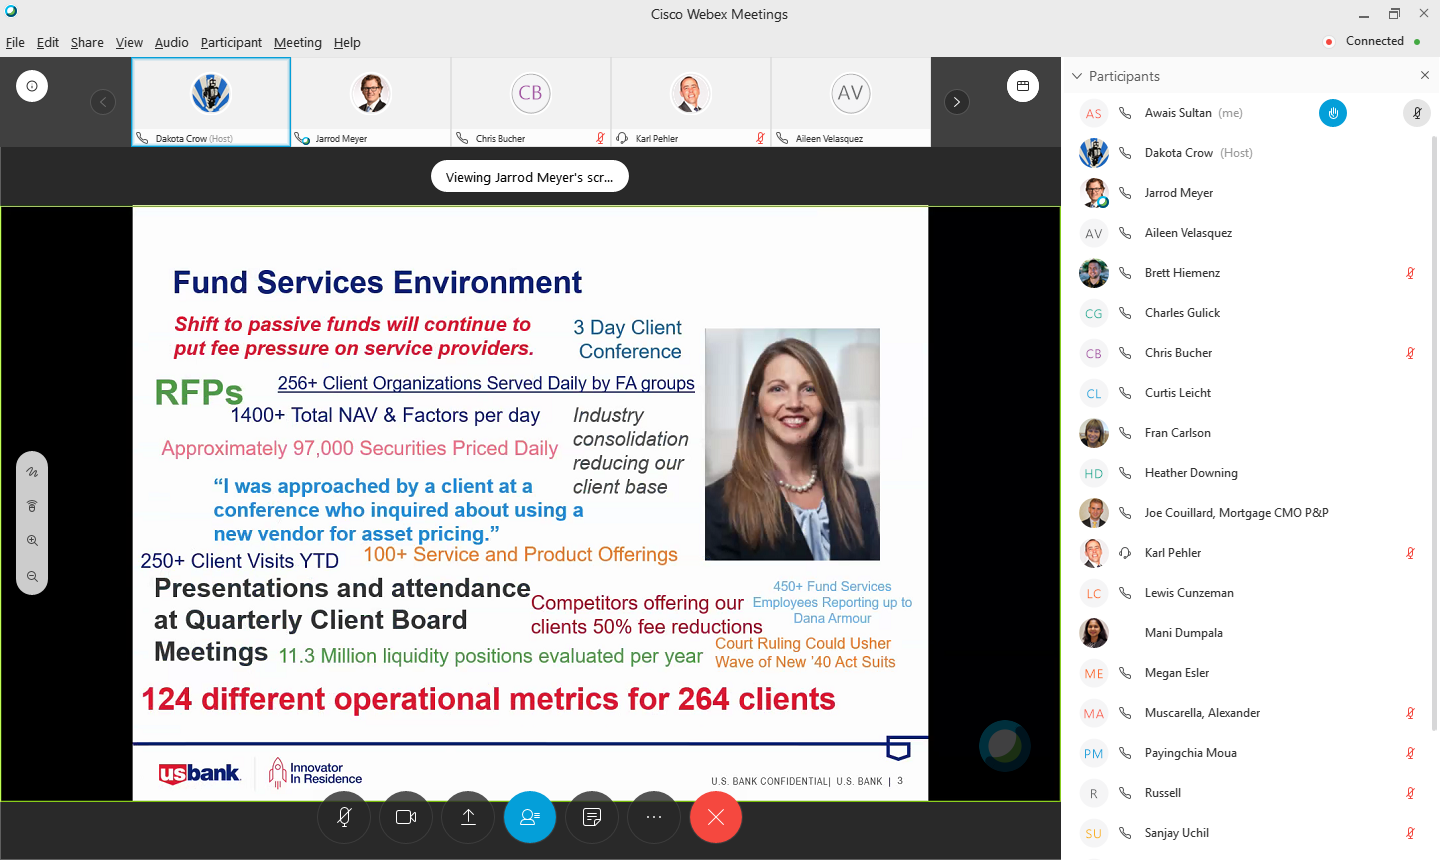 Cisco Webex Meetings
File Edit Share View Audio Participant Meeting Help
Connected
CB
AV
Dakota Crow (Host)
Jarrod Meyer
Chris Bucher
Karl Pehler
Aileen Velasquez
Viewing Jarrod Meyer's scr...
Fund Services Environment
Shift to passive funds will continue to
put fee pressure on service providers.
3 Day Client
Conference
RFPs
256+ Client Organizations Served Daily by FA groups
1400+ Total NAV & Factors per day
Industry
consolidation
reducing our
client base
Approximately 97,000 Securities Priced Daily
“I was approached by a client at a
conference who inquired about using a
new vendor for asset pricing.”
250+ Client Visits YTD
100+ Service and Product Offerings
Presentations and attendance
at Quarterly Client Board
Meetings
Competitors offering our
clients 50% fee reductions
450+ Fund Services
Employees Reporting up to
Dana Armour
11.3 Million liquidity positions evaluated per year
Court Ruling Could Usher
Wave of New '40 Act Suits
124 different operational metrics for 264 clients
usbank
Innovator
In Residence
U.S. BANK CONFIDENTIAL| U.S. BANK | 3
Participants
AS Awais Sultan (me)
Dakota Crow (Host)
Jarrod Meyer
AV Aileen Velasquez
Brett Hiemenz
CG Charles Gulick
CB Chris Bucher
CL Curtis Leicht
Fran Carlson
HD Heather Downing
Joe Couillard, Mortgage CMO P&P
Karl Pehler
LC Lewis Cunzeman
Mani Dumpala
ME Megan Esler
MA Muscarella, Alexander
PM Payingchia Moua
R Russell
SU Sanjay Uchil